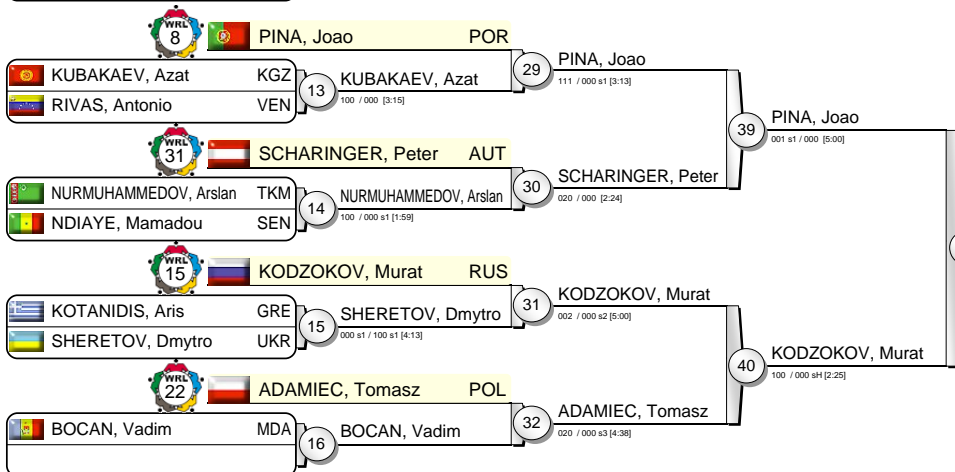 WRL
8
PINA, Joao POR
KUBAKAEV, Azat KGZ
RIVAS, Antonio VEN
13
KUBAKAEV, Azat
100 / 000 [3:15]
29
PINA, Joao
111 / 000 s1 [3:13]
39
PINA, Joao
001 s1 / 000 [5:00]
WRL
31
SCHARINGER, Peter AUT
NURMUHAMMEDOV, Arslan TKM
NDIAYE, Mamadou SEN
14
NURMUHAMMEDOV, Arslan
100 / 000 s1 [1:59]
30
SCHARINGER, Peter
020 / 000 [2:24]
WRL
15
KODZOKOV, Murat RUS
KOTANIDIS, Aris GRE
SHERETOV, Dmytro UKR
15
SHERETOV, Dmytro
000 s1 / 100 s1 [4:13]
31
KODZOKOV, Murat
002 / 000 s2 [5:00]
40
KODZOKOV, Murat
100 / 000 sH [2:25]
WRL
22
ADAMIEC, Tomasz POL
BOCAN, Vadim MDA
16
BOCAN, Vadim
32
ADAMIEC, Tomasz
020 / 000 s3 [4:38]